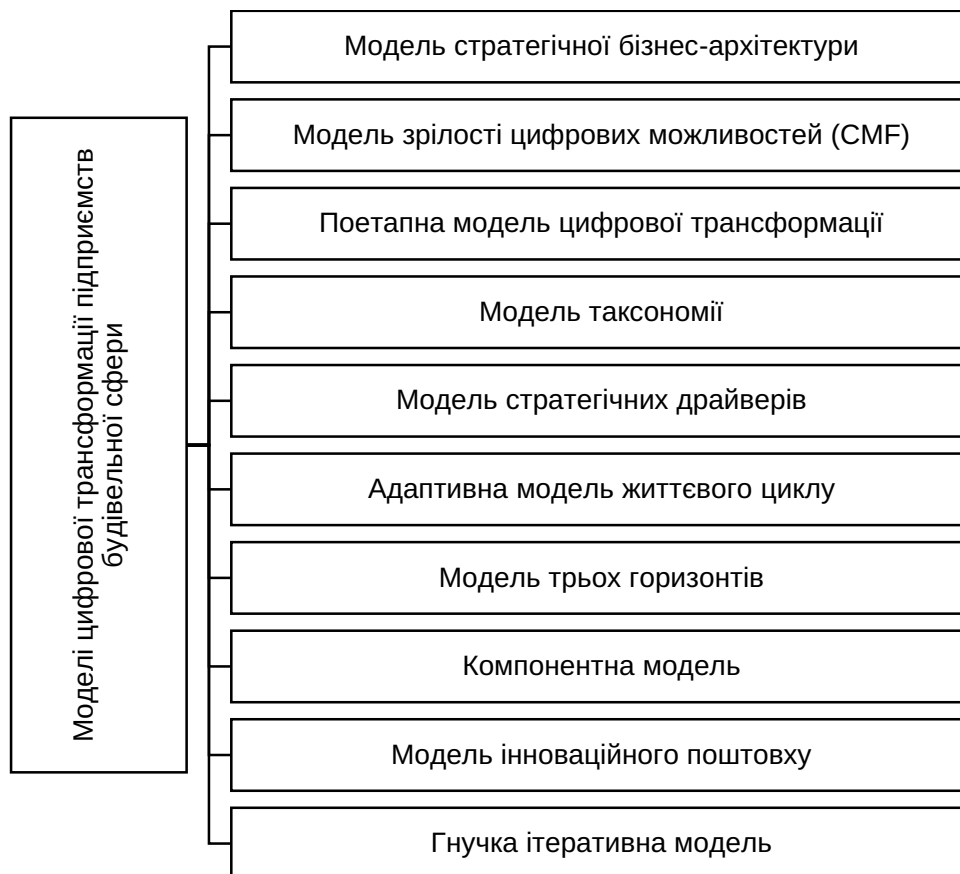 Моделі цифрової трансформації підприємств
будівельної сфери
Модель стратегічної бізнес-архітектури
Модель зрілості цифрових можливостей (CMF)
Поетапна модель цифрової трансформації
Модель таксономії
Модель стратегічних драйверів
Адаптивна модель життєвого циклу
Модель трьох горизонтів
Компонентна модель
Модель інноваційного поштовху
Гнучка ітеративна модель